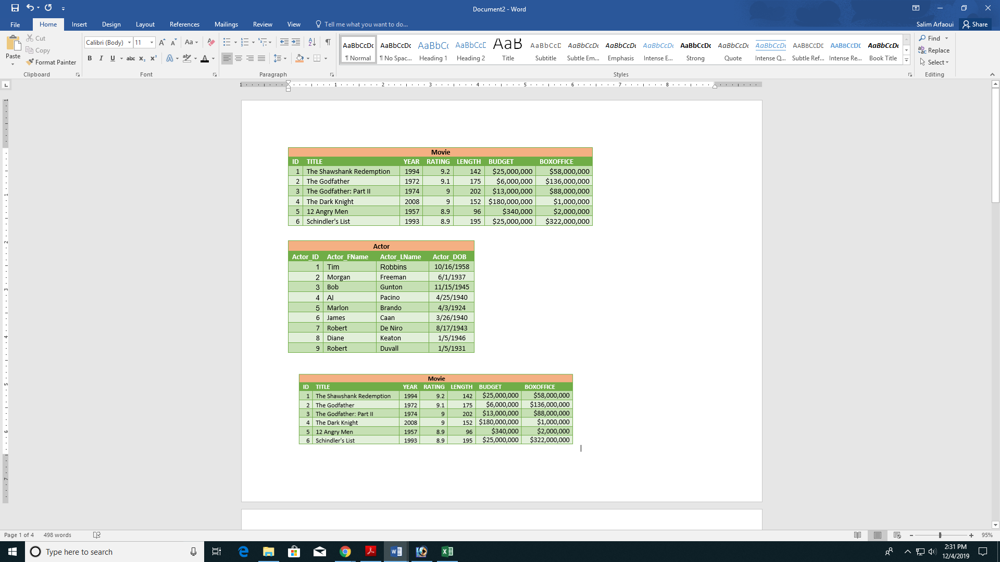 Document2 - Word
Salim Arfaoui
Share
File Home Insert Design Layout References Mailings Review View Tell me what you want to do...
Paste
Cut
Copy
Format Painter
Clipboard
Calibri (Body) 11
Font
Paragraph
AaBbCcDc AaBbCcDc AaBbCc AaBbCcD AaB AaBbCcD AaBbCcDc AaBbCcDc AaBbCcDc AaBbCcDc AaBbCcDc AaBbCcDc AABBCCDE AABBCCDE AaBbCcDc
¶ Normal ¶ No Spac... Heading 1 Heading 2 Title Subtitle Subtle Em... Emphasis Intense E... Strong Quote Intense Q... Subtle Ref... Intense Re... Book Title
Styles
Find
Replace
Select
Editing
1 1 2 3 4 5 6 7 8
Movie
ID TITLE YEAR RATING LENGTH BUDGET BOXOFFICE
1 The Shawshank Redemption 1994 9.2 142 $25,000,000 $58,000,000
2 The Godfather 1972 9.1 175 $6,000,000 $136,000,000
3 The Godfather: Part II 1974 9 202 $13,000,000 $88,000,000
4 The Dark Knight 2008 9 152 $180,000,000 $1,000,000
5 12 Angry Men 1957 8.9 96 $340,000 $2,000,000
6 Schindler's List 1993 8.9 195 $25,000,000 $322,000,000
Actor
Actor_ID Actor_FName Actor_LName Actor_DOB
1 Tim Robbins 10/16/1958
2 Morgan Freeman 6/1/1937
3 Bob Gunton 11/15/1945
4 Al Pacino 4/25/1940
5 Marlon Brando 4/3/1924
6 James Caan 3/26/1940
7 Robert De Niro 8/17/1943
8 Diane Keaton 1/5/1946
9 Robert Duvall 1/5/1931
Movie
ID TITLE YEAR RATING LENGTH BUDGET BOXOFFICE
1 The Shawshank Redemption 1994 9.2 142 $25,000,000 $58,000,000
2 The Godfather 1972 9.1 175 $6,000,000 $136,000,000
3 The Godfather: Part II 1974 9 202 $13,000,000 $88,000,000
4 The Dark Knight 2008 9 152 $180,000,000 $1,000,000
5 12 Angry Men 1957 8.9 96 $340,000 $2,000,000
6 Schindler's List 1993 8.9 195 $25,000,000 $322,000,000
Page 1 of 4 498 words
95%
Type here to search
2:31 PM
12/4/2019